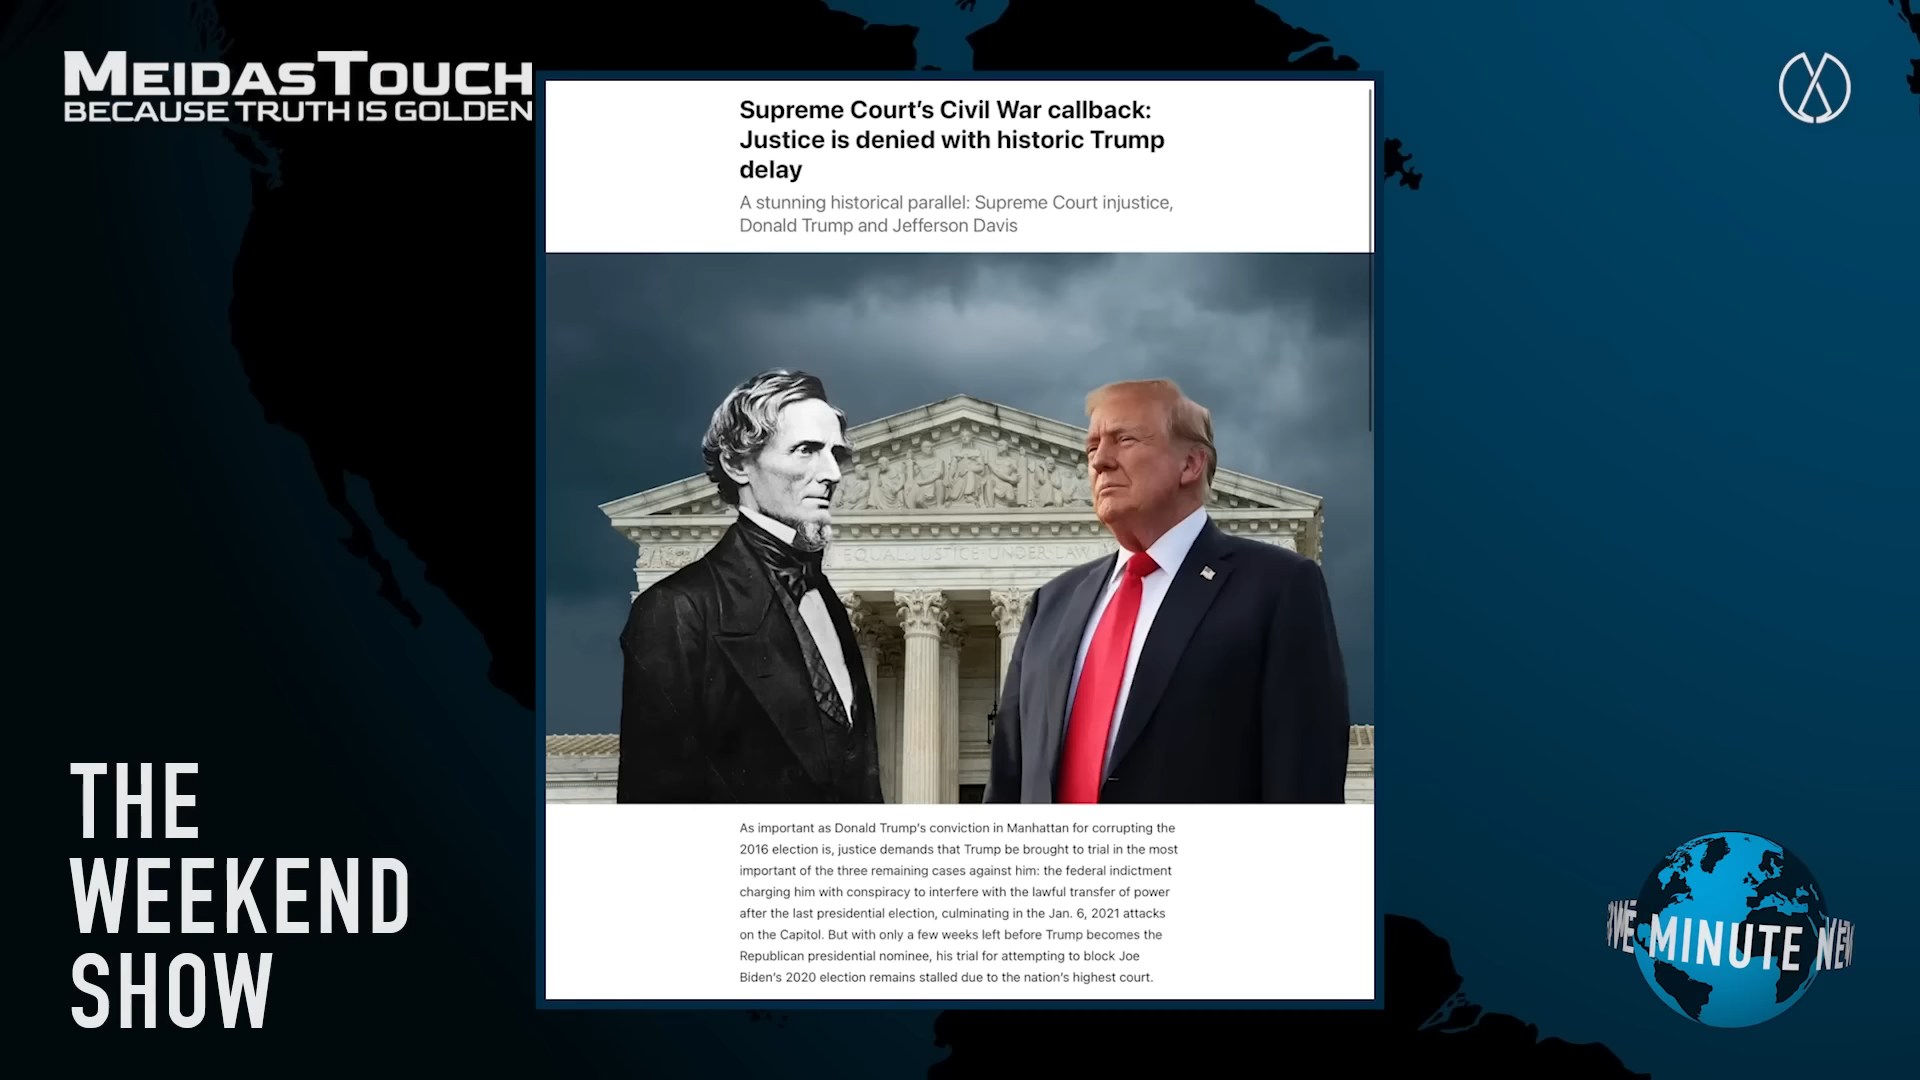 MEIDASTOUCH
BECAUSE TRUTH IS GOLDEN
Supreme Court's Civil War callback:
Justice is denied with historic Trump
delay
A stunning historical parallel: Supreme Court injustice,
Donald Trump and Jefferson Davis
EQUAL JUSTICE UNDER LAW
As important as Donald Trump's conviction in Manhattan for corrupting the
2016 election is, justice demands that Trump be brought to trial in the most
important of the three remaining cases against him: the federal indictment
charging him with conspiracy to interfere with the lawful transfer of power
after the last presidential election, culminating in the Jan. 6, 2021 attacks
on the Capitol. But with only a few weeks left before Trump becomes the
Republican presidential nominee, his trial for attempting to block Joe
Biden's 2020 election remains stalled due to the nation's highest court.
THE
WEEKEND
SHOW
MINUTE